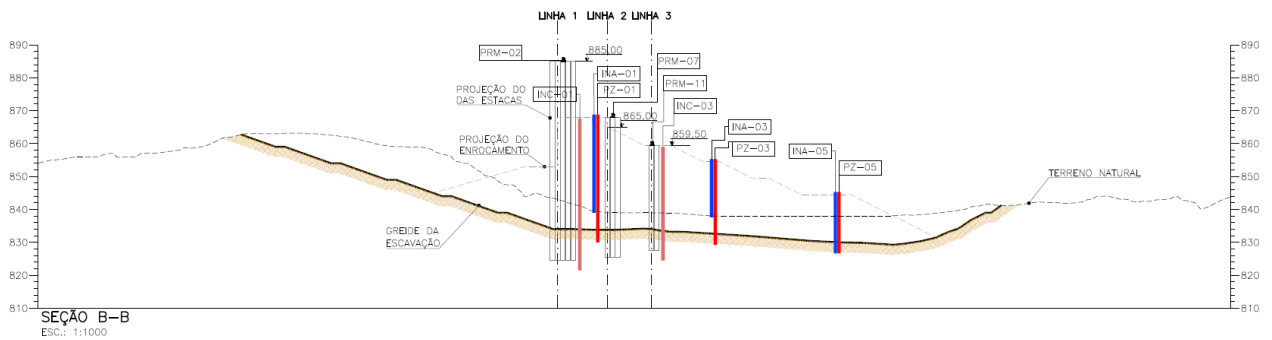 LINHA 1 LINHA 2 LINHA 3
890
880
870
860
850
840
830
820
810
PRM-02
885,00
INA-01
PZ-01
INC-01
PRM-07
PRM-11
INC-03
865,00
859,50
INA-03
PZ-03
INA-05
PZ-05
PROJEÇÃO DO
DAS ESTACAS
PROJEÇÃO DO
ENROCAMENTO
GREIDE DA
ESCAVAÇÃO
TERRENO NATURAL
890
880
870
860
850
840
830
820
810
SEÇÃO B-B
ESC.: 1:1000